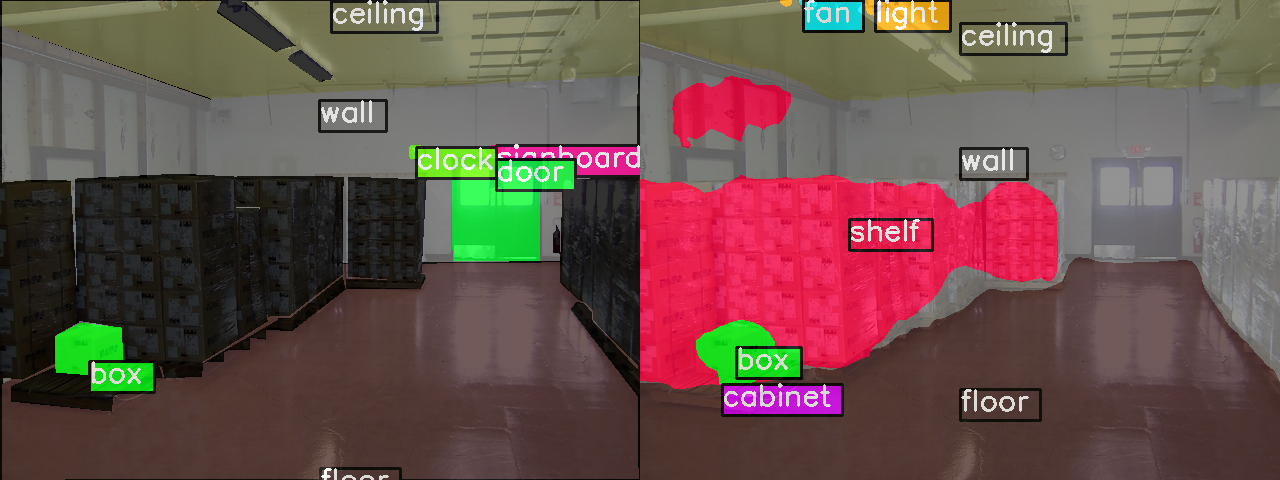 ceiling
wall
clock
signboard
door
box
floor
fan
light
ceiling
wall
shelf
box
cabinet
floor